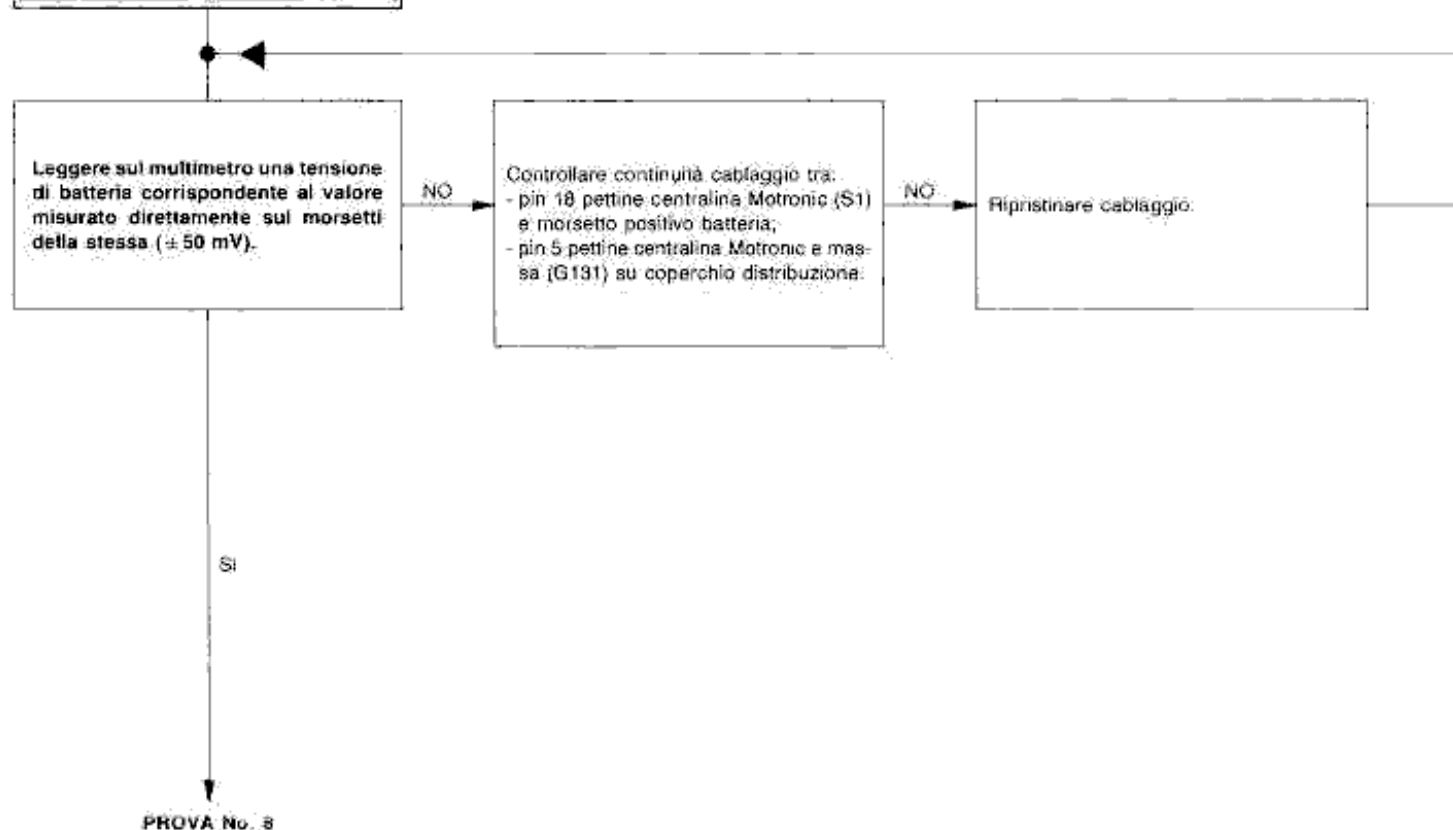 Leggere sul multimetro una tensione
di batteria corrispondente al valore
misurato direttamente sui morsetti
della stessa (± 50 mV).
NO
Controllare continuità cablaggio tra:
- pin 18 pettine centralina Motronic (S1)
e morsetto positivo batteria;
- pin 5 pettine centralina Motronic e mas-
sa (G131) su coperchio distribuzione.
NO
Ripristinare cablaggio.
SI
PROVA No. 8